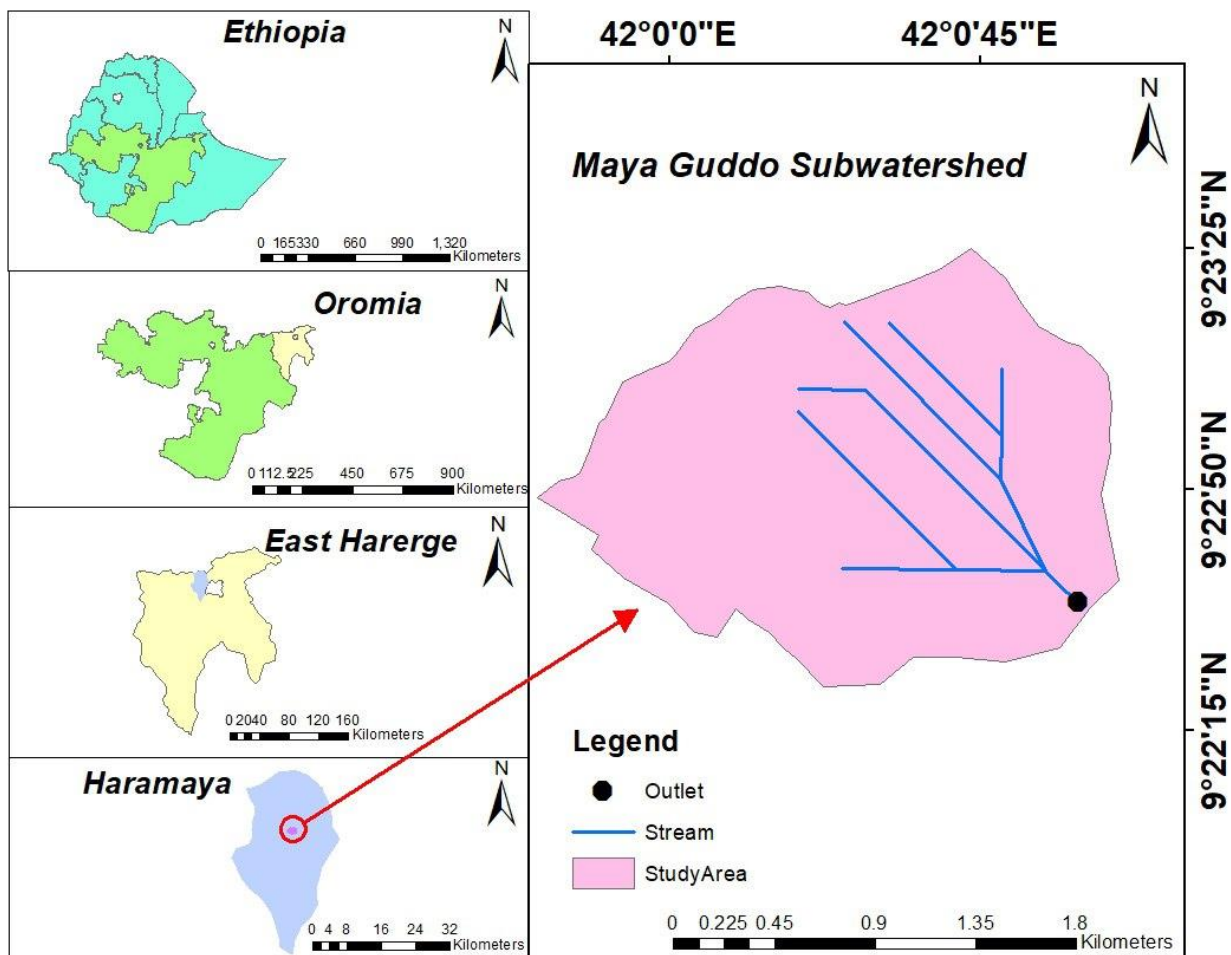 Ethiopia
N
0 165330 660 990 1,320
Kilometers
Oromia
N
0 112.5225 450 675 900
Kilometers
East Harerge
N
0 2040 80 120 160
Kilometers
Haramaya
N
0 4 8 16 24 32
Kilometers
42°0'0"E 42°0'45"E
N
Maya Guddo Subwatershed
9°23'25"N
9°22'50"N
9°22'15"N
Legend
Outlet
Stream
StudyArea
0 0.225 0.45 0.9 1.35 1.8
Kilometers